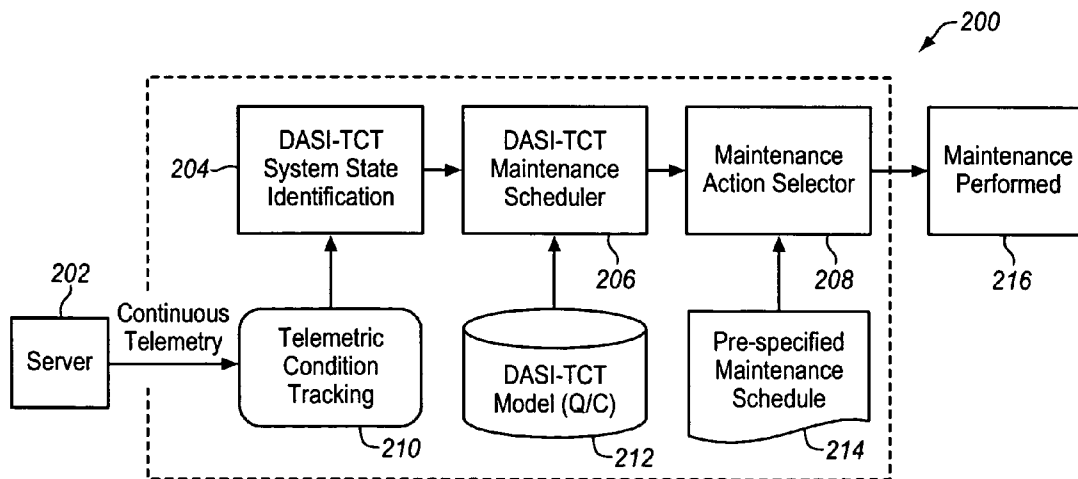 200
DASI-TCT
System State
Identification
204
DASI-TCT
Maintenance
Scheduler
206
Maintenance
Action Selector
208
Maintenance
Performed
216
202
Server
Continuous
Telemetry
Telemetric
Condition
Tracking
210
DASI-TCT
Model (Q/C)
212
Pre-specified
Maintenance
Schedule
214